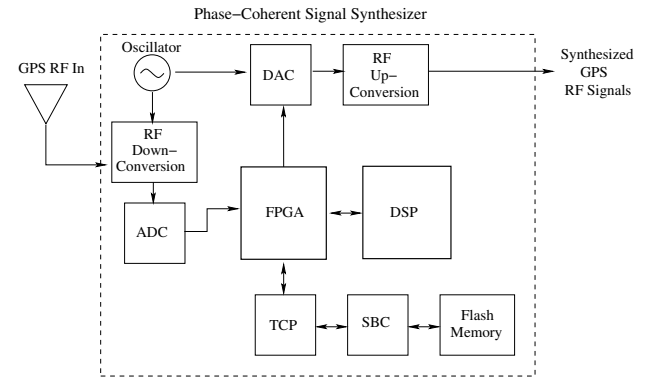 Phase−Coherent Signal Synthesizer
Oscillator
GPS RF In
DAC
RF
Up−
Conversion
Synthesized
GPS
RF Signals
RF
Down−
Conversion
ADC
FPGA
DSP
TCP
SBC
Flash
Memory